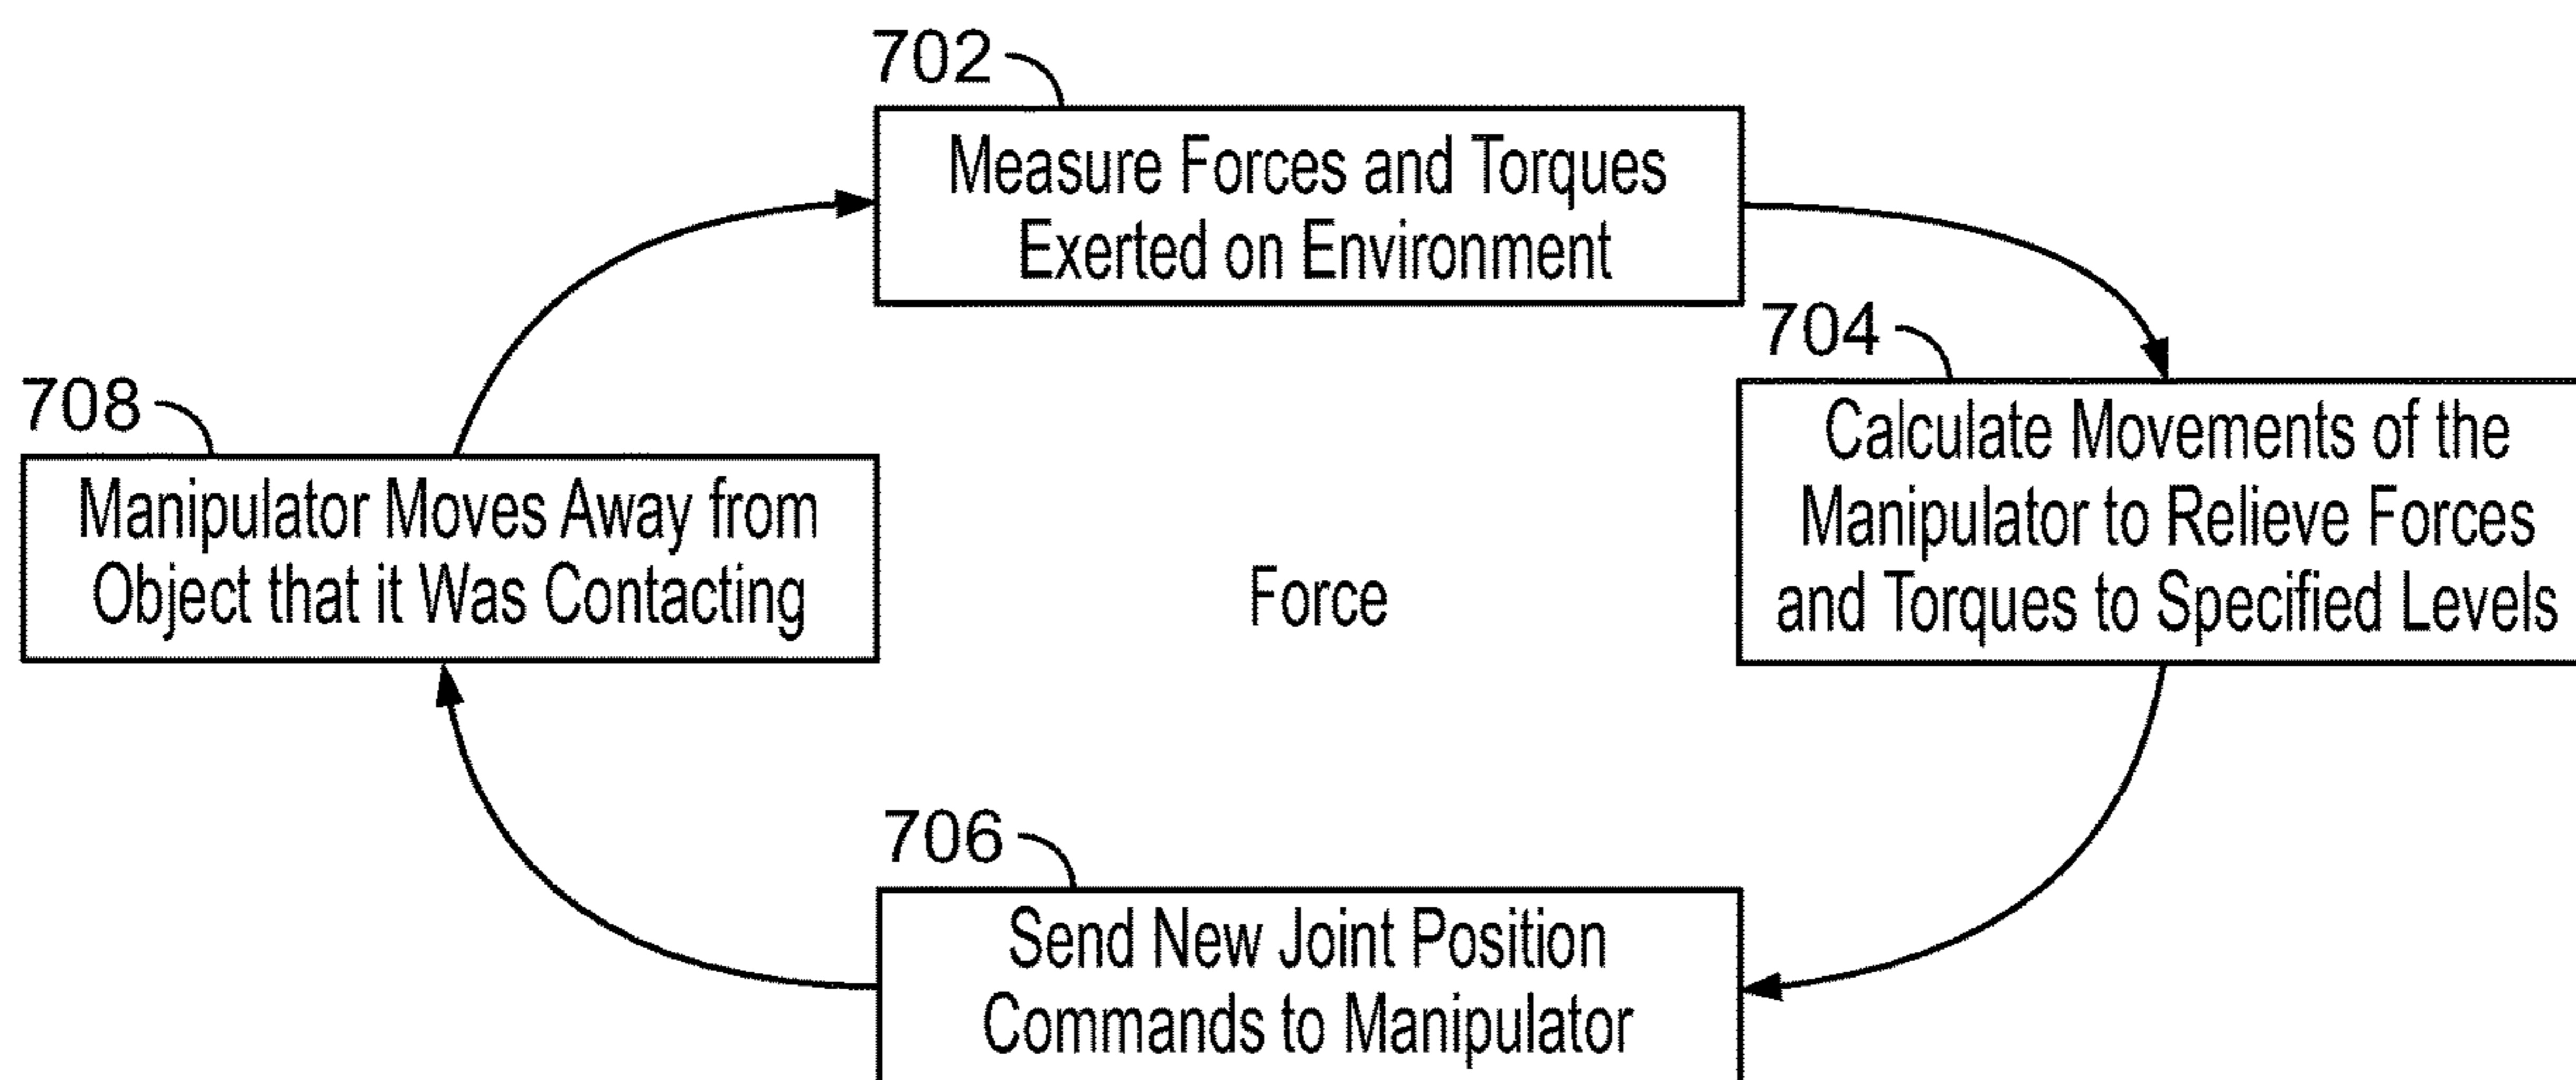 702
Measure Forces and Torques
Exerted on Environment
704
Calculate Movements of the
Manipulator to Relieve Forces
and Torques to Specified Levels
708
Manipulator Moves Away from
Object that it Was Contacting
Force
706
Send New Joint Position
Commands to Manipulator